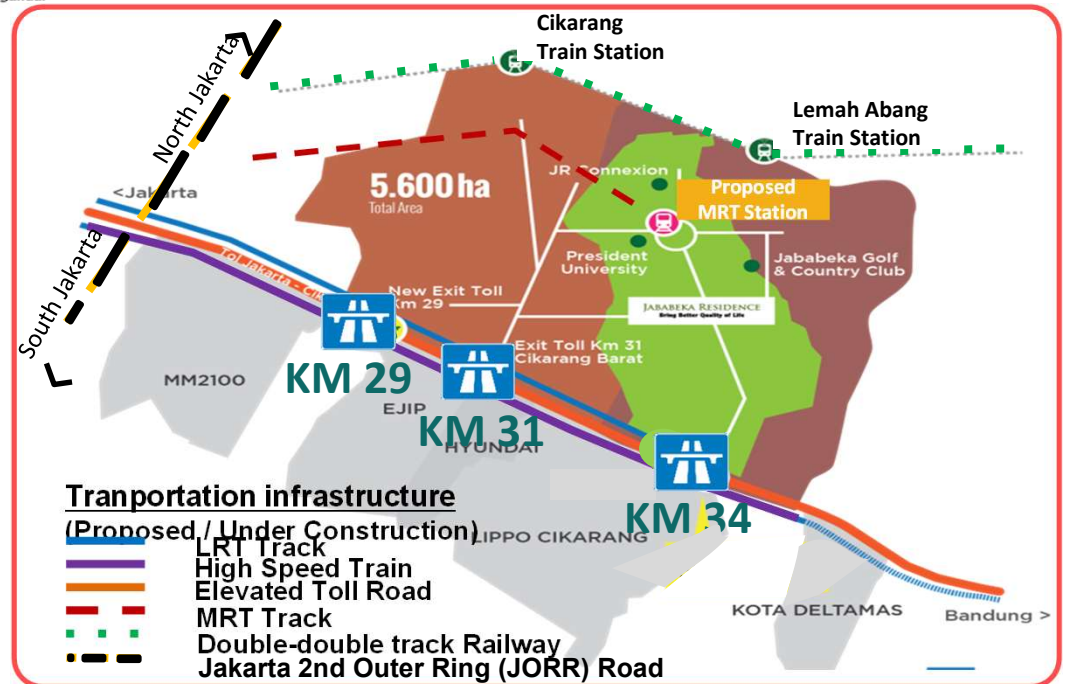 Cikarang
Train Station
North Jakarta
Lemah Abang
Train Station
JR Connexion
5.600 ha
Total Area
Proposed
MRT Station
<Jakarta
South Jakarta
President
University
Jababeka Golf
& Country Club
Tol Jakarta - Cik
New Exit Toll
Km 29
JABABEKA RESIDENCE
Bring Better Quality of Life
Exit Toll Km 31
Cikarang Barat
KM 29
MM2100
EJIP
KM 31
HYUNDAI
Tranportation infrastructure
(Proposed / Under Construction)
KM 34
LIPPO CIKARANG
LRT Track
High Speed Train
Elevated Toll Road
MRT Track
Double-double track Railway
Jakarta 2nd Outer Ring (JORR) Road
KOTA DELTAMAS
Bandung >